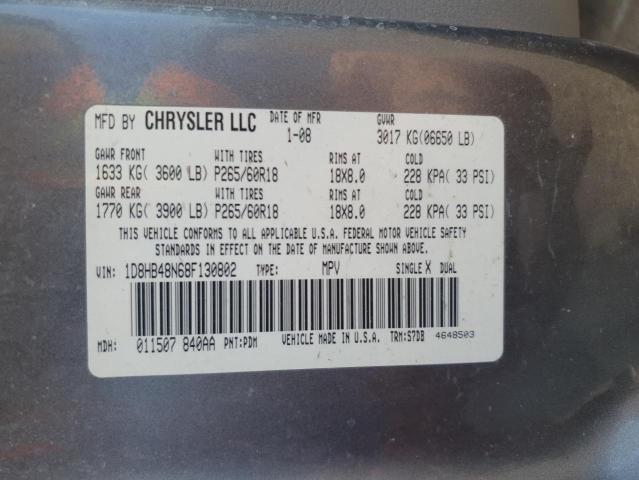 MFD BY CHRYSLER LLC DATE OF MFR GVWR
1-08 3017 KG(06650 LB)
GAWR FRONT WITH TIRES RIMS AT COLD
1633 KG( 3600 LB) P265/60R18 18X8.0 228 KPA( 33 PSI)
GAWR REAR WITH TIRES RIMS AT COLD
1770 KG( 3900 LB) P265/60R18 18X8.0 228 KPA( 33 PSI)
THIS VEHICLE CONFORMS TO ALL APPLICABLE U.S.A. FEDERAL MOTOR VEHICLE SAFETY
STANDARDS IN EFFECT ON THE DATE OF MANUFACTURE SHOWN ABOVE.
VIN: 1D8HB48N68F130802 TYPE: MPV SINGLE X DUAL
MDH: 011507 840AA PNT:PDM VEHICLE MADE IN U.S.A. TRM:S7DB 4648503